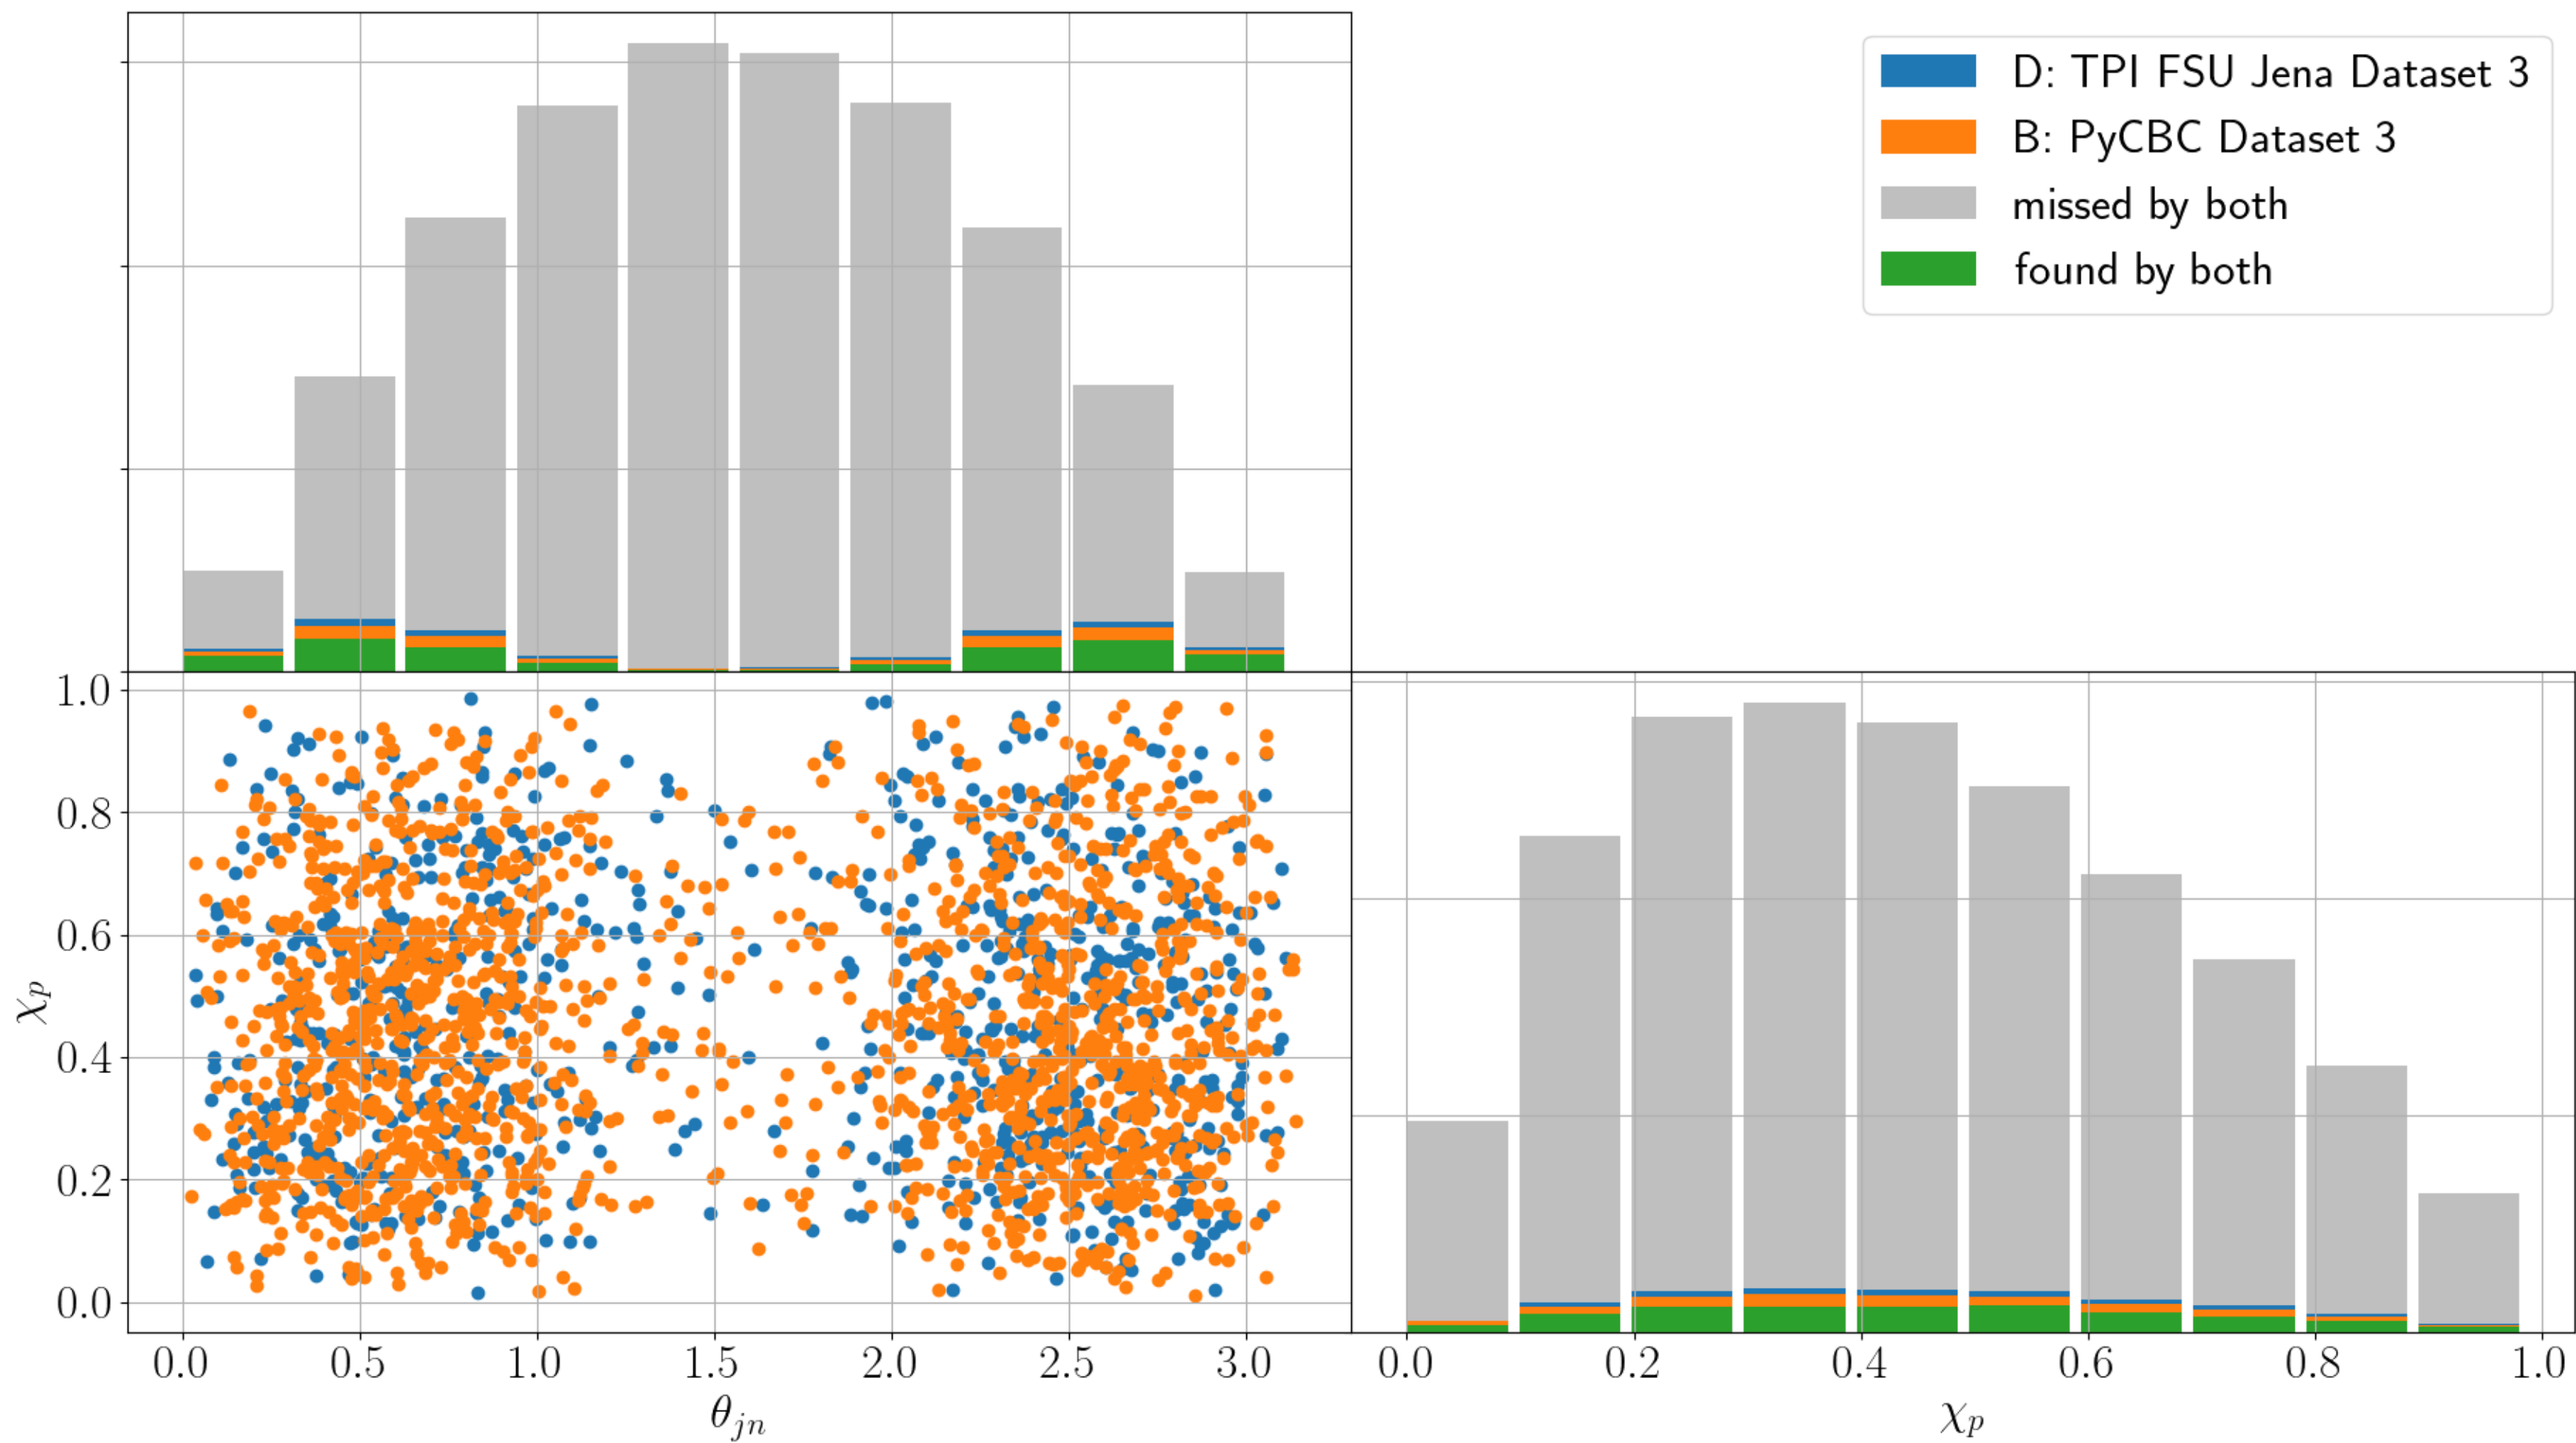 D: TPI FSU Jena Dataset 3
B: PyCBC Dataset 3
missed by both
found by both
1.0
0.8
0.6
0.4
0.2
0.0
χp
0.0 0.5 1.0 1.5 2.0 2.5 3.0
θjn
0.0 0.2 0.4 0.6 0.8 1.0
χp